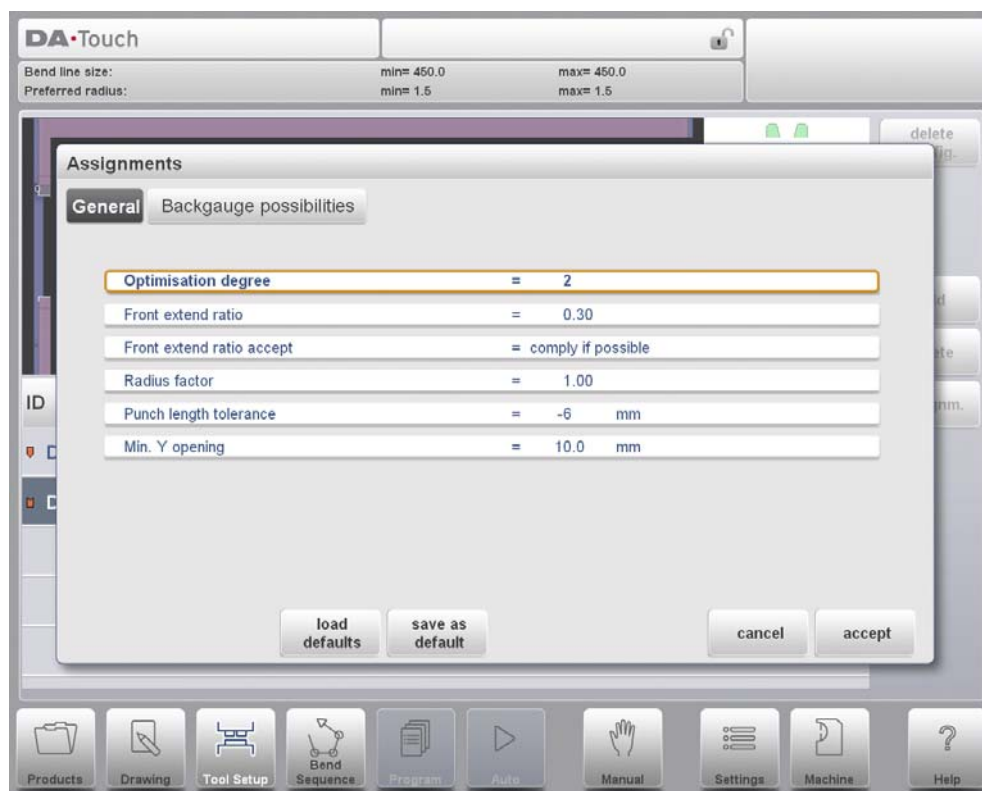 DA·Touch
Bend line size: min= 450.0 max= 450.0
Preferred radius: min= 1.5 max= 1.5
delete
Assignments
General Backgauge possibilities
Optimisation degree = 2
Front extend ratio = 0.30
Front extend ratio accept = comply if possible
Radius factor = 1.00
Punch length tolerance = -6 mm
Min. Y opening = 10.0 mm
ID
load defaults
save as default
cancel
accept
Products
Drawing
Tool Setup
Bend Sequence
Program
Auto
Manual
Settings
Machine
Help